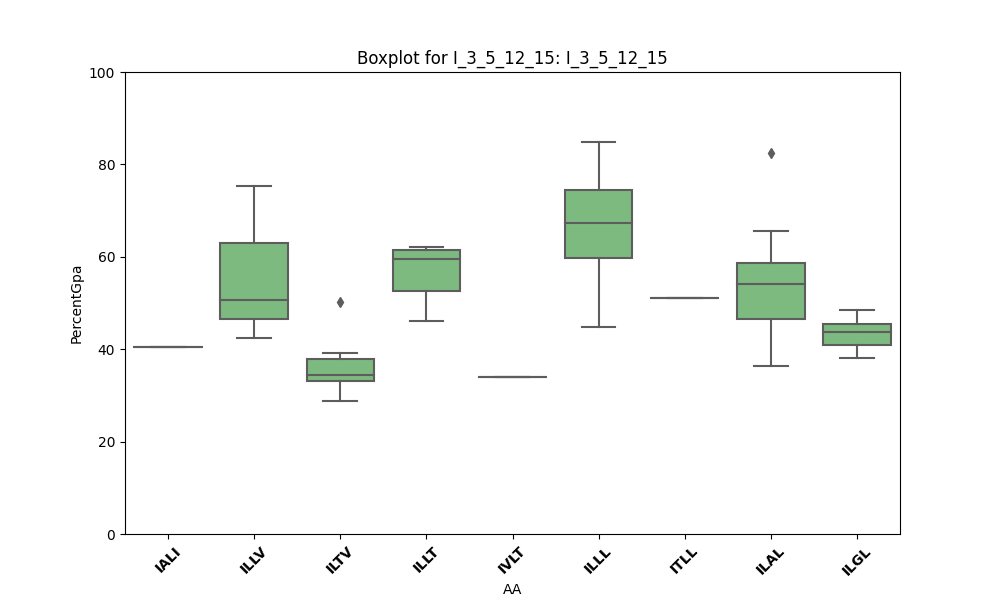 Boxplot for I_3_5_12_15: I_3_5_12_15
100
80
60
40
20
0
PercentGpa
IALI
ILLV
ILTV
ILLT
IVLT
ILLL
ITLL
ILAL
ILGL
AA